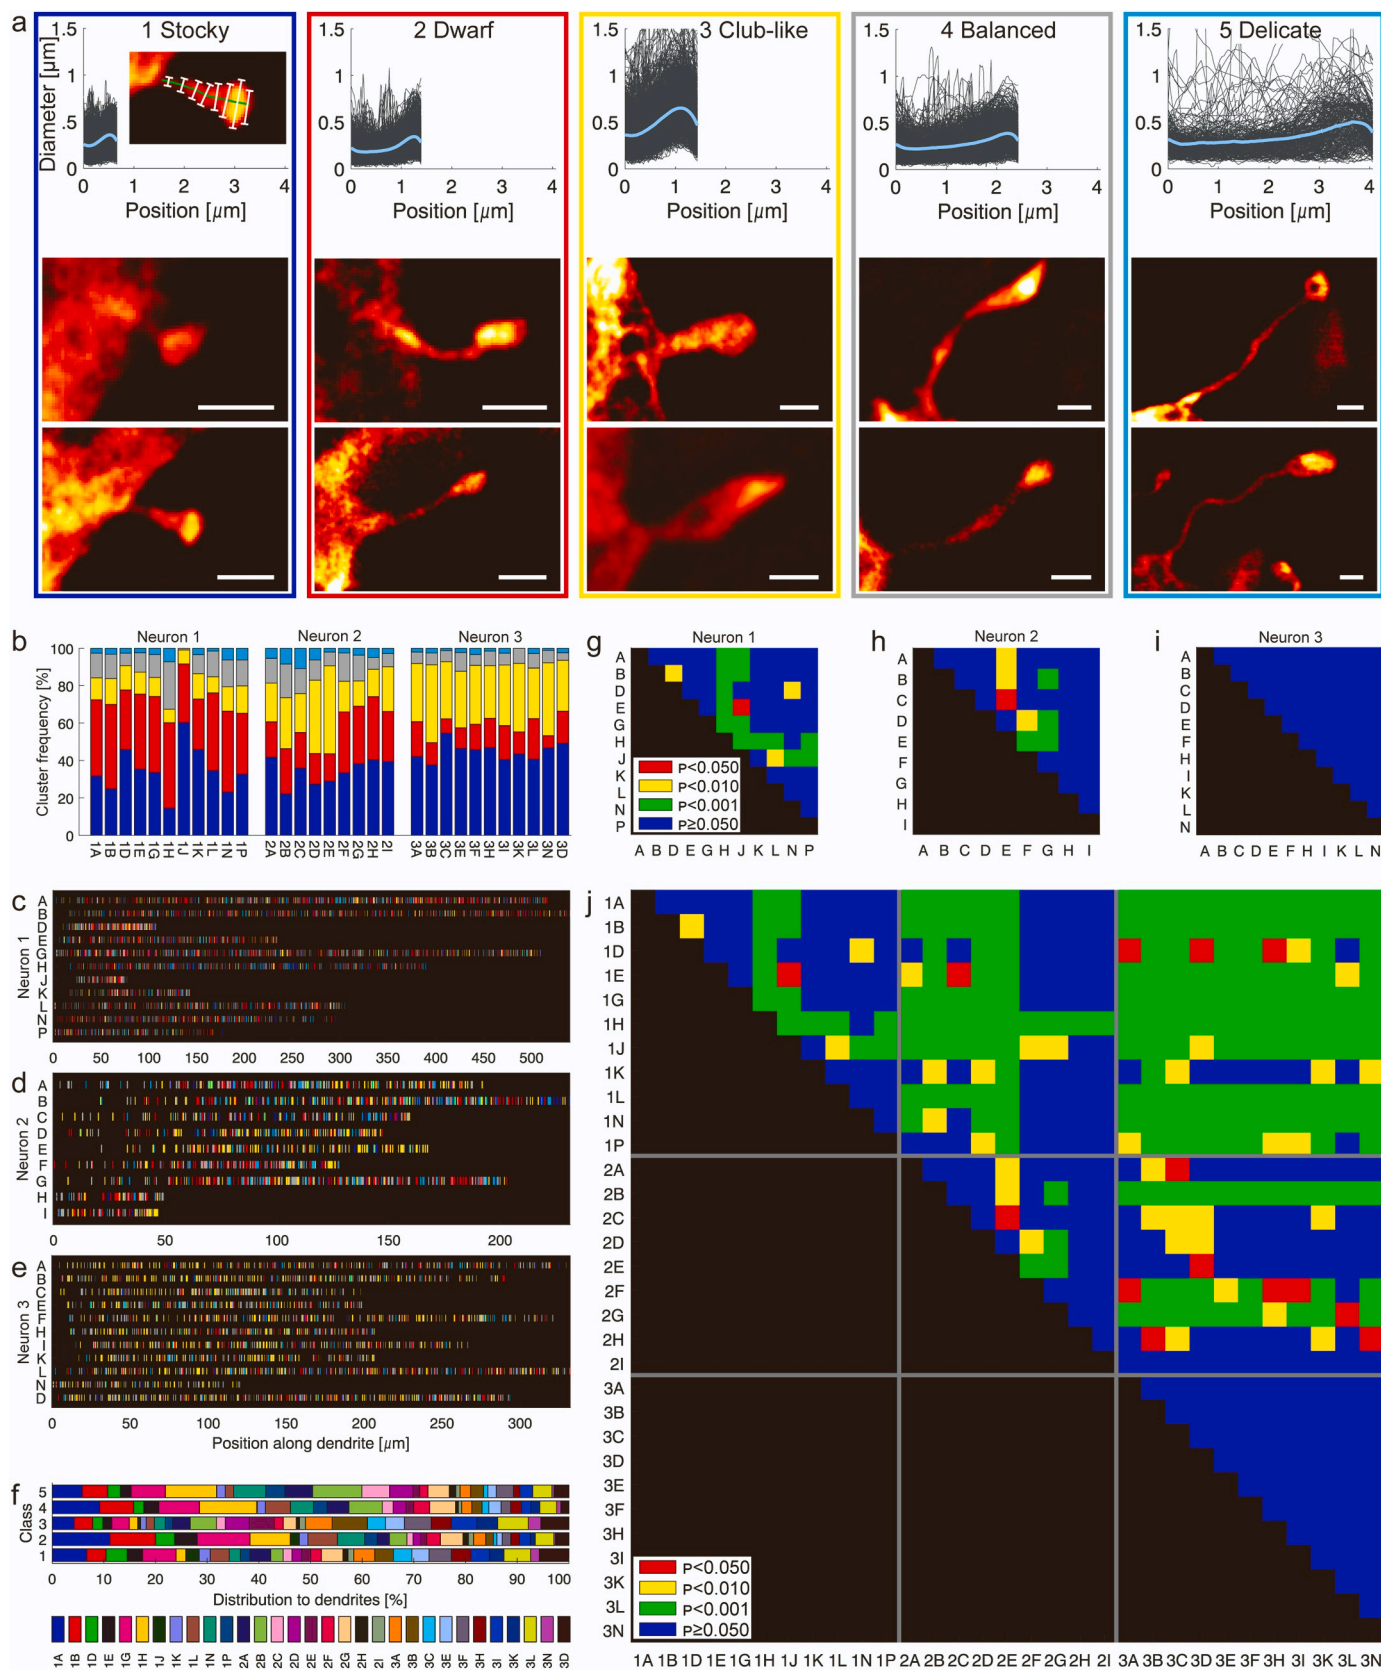 a
1 Stocky
2 Dwarf
3 Club-like
4 Balanced
5 Delicate
Diameter [μm]
1.5
1
.5
0
0 1 2 3 4
Position [μm]
1.5
1
0.5
0
0 1 2 3 4
Position [μm]
1.5
1
0.5
0
0 1 2 3 4
Position [μm]
1.5
1
0.5
0
0 1 2 3 4
Position [μm]
1.5
1
0.5
0
0 1 2 3 4
Position [μm]
b
Neuron 1 Neuron 2 Neuron 3
Cluster frequency [%]
100
80
60
40
20
0
1A 1B 1D 1E 1G 1H 1J 1K 1L 1N 1P 2A 2B 2C 2D 2E 2F 2G 2H 2I 3A 3B 3C 3E 3F 3H 3I 3K 3L 3N 3D
g
Neuron 1
A
B
D
E
G
H
J
K
L
N
P
P<0.050
P<0.010
P<0.001
P≥0.050
A B D E G H J K L N P
h
Neuron 2
A
B
C
D
E
F
G
H
I
A B C D E F G H I
i
Neuron 3
A
B
C
D
E
F
H
I
K
L
N
A B C D E F H I K L N
c
Neuron 1
A
B
D
E
G
H
J
K
L
N
P
0 50 100 150 200 250 300 350 400 450 500
d
Neuron 2
A
B
C
D
E
F
G
H
I
0 50 100 150 200
e
Neuron 3
A
B
C
E
F
H
I
K
L
N
D
0 50 100 150 200 250 300
Position along dendrite [μm]
f
Class
5
4
3
2
1
0 10 20 30 40 50 60 70 80 90 100
Distribution to dendrites [%]
1A 1B 1D 1E 1G 1H 1J 1K 1L 1N 1P 2A 2B 2C 2D 2E 2F 2G 2H 2I 3A 3B 3C 3E 3F 3H 3I 3K 3L 3N 3D
j
1A
1B
1D
1E
1G
1H
1J
1K
1L
1N
1P
2A
2B
2C
2D
2E
2F
2G
2H
2I
3A
3B
3C
3D
3E
3F
3H
3I
3K
3L
3N
P<0.050
P<0.010
P<0.001
P≥0.050
1A 1B 1D 1E 1G 1H 1J 1K 1L 1N 1P 2A 2B 2C 2D 2E 2F 2G 2H 2I 3A 3B 3C 3D 3E 3F 3H 3I 3K 3L 3N